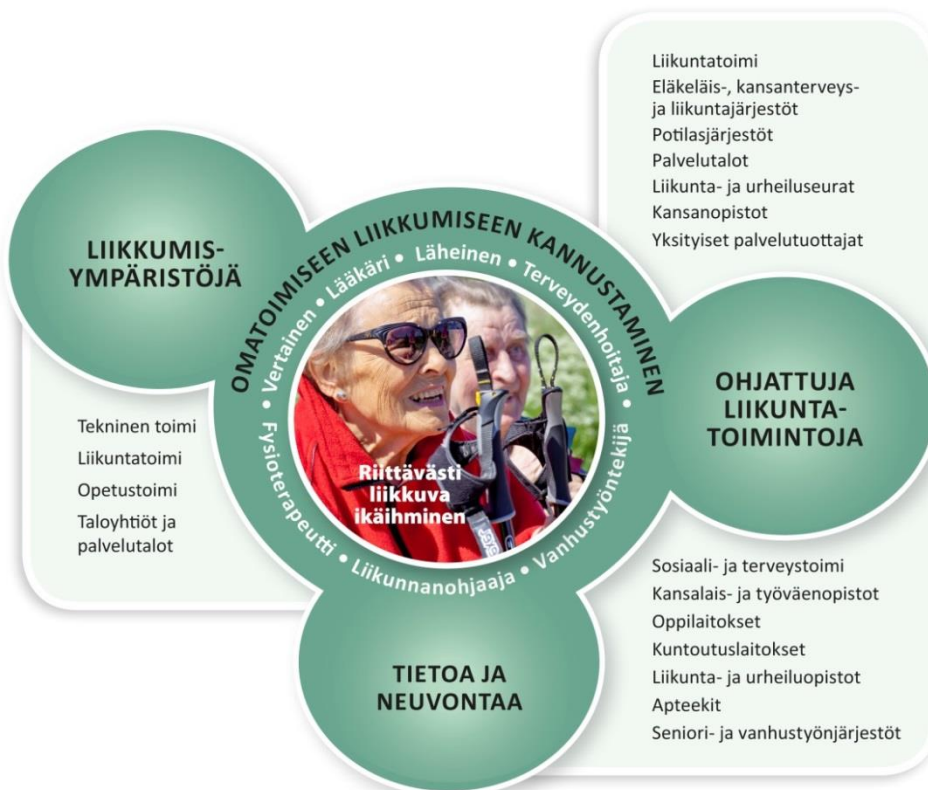 Liikuntatoimi
Eläkeläis-, kansanterveys-
ja liikuntajärjestöt
Potilasjärjestöt
Palvelutalot
Liikunta- ja urheiluseurat
Kansanopistot
Yksityiset palvelutuottajat
LIIKKUMIS-
YMPÄRISTÖJÄ
Tekninen toimi
Liikuntatoimi
Opetustoimi
Taloyhtiöt ja
palvelutalot
OMATOIMISEEN LIIKKUMISEEN KANNUSTAMINEN
Fysioterapeutti • Vertainen • Lääkäri • Läheinen • Terveydenhoitaja •
Liikunnanohjaaja • Vanhustyöntekijä
Riittävästi
liikkuva
ikäihminen
OHJATTUJA
LIIKUNTA-
TOIMINTOJA
Sosiaali- ja terveystoimi
Kansalais- ja työväenopistot
Oppilaitokset
Kuntoutuslaitokset
Liikunta- ja urheiluopistot
Apteekit
Seniori- ja vanhustyönjärjestöt
TIETOA JA
NEUVONTAA